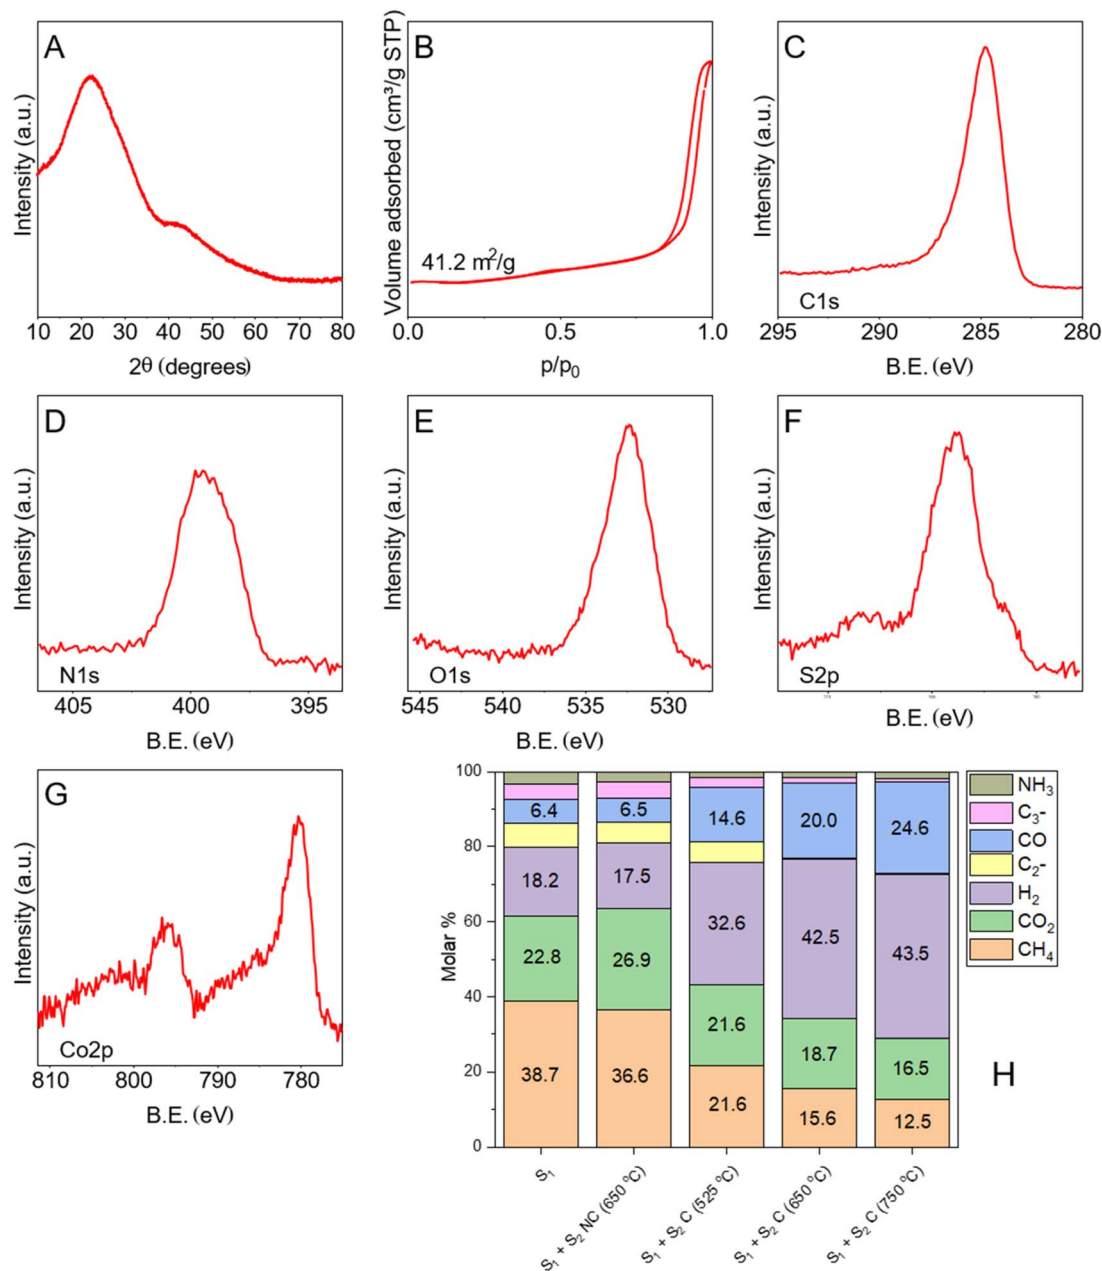 A
Intensity (a.u.)
10 20 30 40 50 60 70 80
2θ (degrees)
B
Volume adsorbed (cm³/g STP)
41.2 m²/g
0.0 0.5 1.0
p/p₀
C
Intensity (a.u.)
C1s
295 290 285 280
B.E. (eV)
D
Intensity (a.u.)
N1s
405 400 395
B.E. (eV)
E
Intensity (a.u.)
O1s
545 540 535 530
B.E. (eV)
F
Intensity (a.u.)
S2p
B.E. (eV)
G
Intensity (a.u.)
Co2p
810 800 790 780
B.E. (eV)
H
Molar %
100
80
60
40
20
0
6.4 6.5 14.6 20.0 24.6
18.2 17.5 32.6 42.5 43.5
22.8 26.9 21.6 18.7 16.5
38.7 36.6 21.6 15.6 12.5
S₁
S₁ + S₂ NC (650 ºC)
S₁ + S₂ C (525 ºC)
S₁ + S₂ C (650 ºC)
S₁ + S₂ C (750 ºC)
NH₃
C₃-
CO
C₂-
H₂
CO₂
CH₄